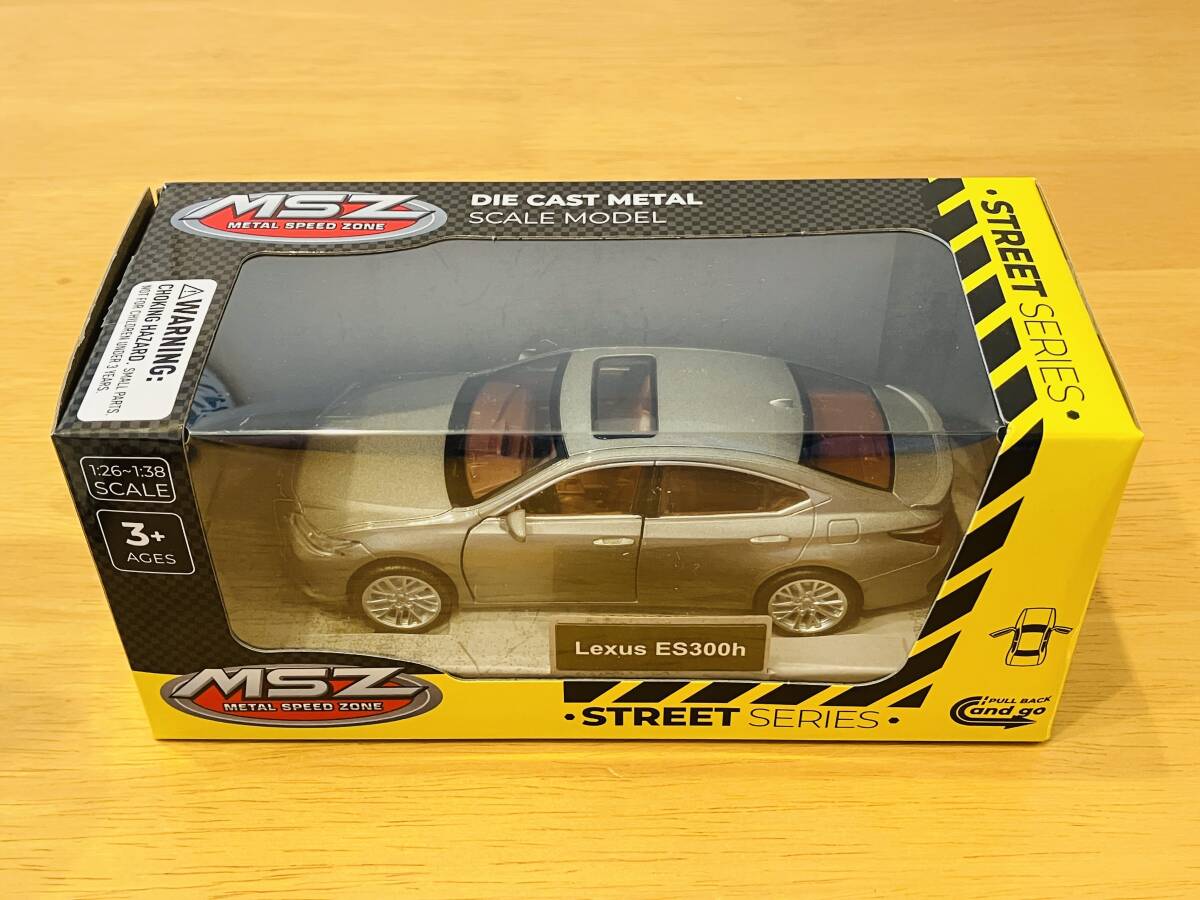 MSZ
METAL SPEED ZONE
DIE CAST METAL
SCALE MODEL
• STREET SERIES •
⚠WARNING:
CHOKING HAZARD. SMALL PARTS.
NOT FOR CHILDREN UNDER 3 YEARS.
1:26~1:38
SCALE
3+
AGES
Lexus ES300h
MSZ
METAL SPEED ZONE
• STREET SERIES •
PULL BACK
and go